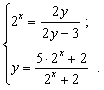 2^x = 2y / (2y − 3) ;
y = (5 · 2^x + 2) / (2^x + 2) .